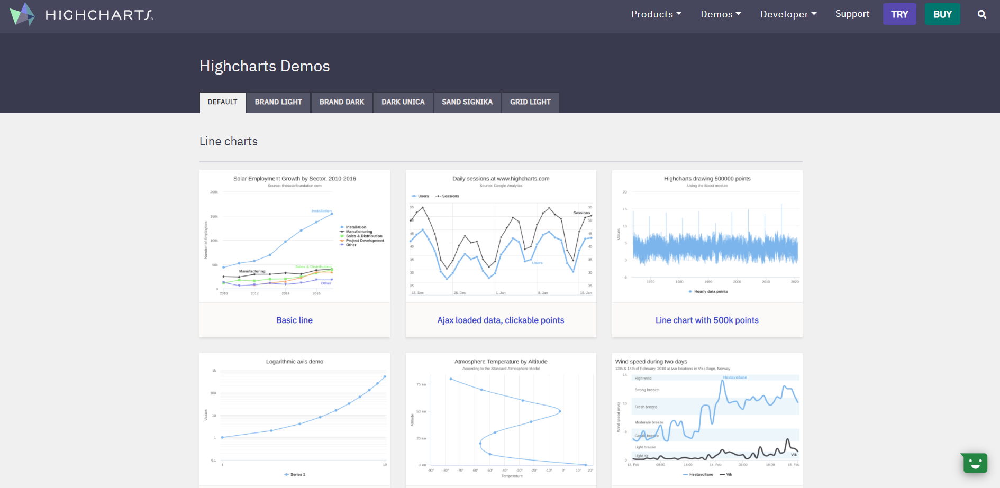 HIGHCHARTS
Products
Demos
Developer
Support
TRY
BUY
Highcharts Demos
DEFAULT
BRAND LIGHT
BRAND DARK
DARK UNICA
SAND SIGNIKA
GRID LIGHT
Line charts
Solar Employment Growth by Sector, 2010-2016
Source: thesolarfoundation.com
Number of Employees
200k
150k
100k
50k
0
2010
2012
2014
2016
Installation
Manufacturing
Sales & Distribution
Other
Installation
Manufacturing
Sales & Distribution
Project Development
Other
Basic line
Daily sessions at www.highcharts.com
Source: Google Analytics
Users
Sessions
55
50
45
40
35
30
25
55
50
45
40
35
30
25
Sessions
Users
18. Dec
25. Dec
1. Jan
8. Jan
15. Jan
Ajax loaded data, clickable points
Highcharts drawing 500000 points
Using the Boost module
Values
20
15
10
5
0
-5
1970
1980
1990
2000
2010
2020
Hourly data points
Line chart with 500k points
Logarithmic axis demo
Values
1k
100
10
1
0.1
1
10
Series 1
Atmosphere Temperature by Altitude
According to the Standard Atmosphere Model
Altitude
75 km
50 km
25 km
0 km
-90°
-80°
-70°
-60°
-50°
-40°
-30°
-20°
-10°
0°
10°
20°
Temperature
Wind speed during two days
13th & 14th of February, 2018 at two locations in Vik i Sogn, Norway
Wind speed (m/s)
15
10
5
0
High wind
Strong breeze
Fresh breeze
Moderate breeze
Gentle breeze
Light breeze
Light air
Hestavollane
Vik
13. Feb
08:00
16:00
14. Feb
08:00
16:00
15. Feb
Hestavollane
Vik